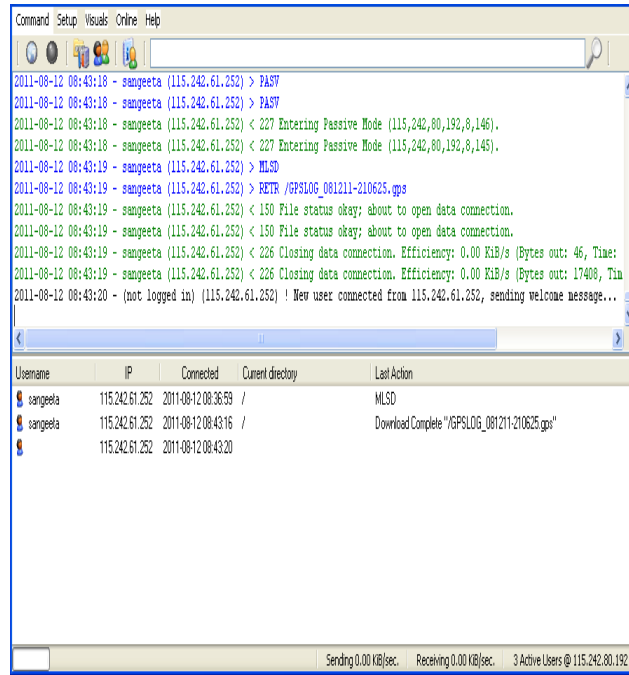 Command Setup Visuals Online Help
2011-08-12 08:43:18 - sangeeta (115.242.61.252) > PASV
2011-08-12 08:43:18 - sangeeta (115.242.61.252) > PASV
2011-08-12 08:43:18 - sangeeta (115.242.61.252) < 227 Entering Passive Mode (115,242,80,192,8,146).
2011-08-12 08:43:18 - sangeeta (115.242.61.252) < 227 Entering Passive Mode (115,242,80,192,8,145).
2011-08-12 08:43:19 - sangeeta (115.242.61.252) > MLSD
2011-08-12 08:43:19 - sangeeta (115.242.61.252) > RETR /GPSLOG_081211-210625.gps
2011-08-12 08:43:19 - sangeeta (115.242.61.252) < 150 File status okay; about to open data connection.
2011-08-12 08:43:19 - sangeeta (115.242.61.252) < 150 File status okay; about to open data connection.
2011-08-12 08:43:19 - sangeeta (115.242.61.252) < 226 Closing data connection. Efficiency: 0.00 KiB/s (Bytes out: 46, Time:
2011-08-12 08:43:19 - sangeeta (115.242.61.252) < 226 Closing data connection. Efficiency: 0.00 KiB/s (Bytes out: 17408, Tim
2011-08-12 08:43:20 - (not logged in) (115.242.61.252) ! New user connected from 115.242.61.252, sending welcome message...
Username IP Connected Current directory Last Action
sangeeta 115.242.61.252 2011-08-12 08:36:59 / MLSD
sangeeta 115.242.61.252 2011-08-12 08:43:16 / Download Complete "/GPSLOG_081211-210625.gps"
115.242.61.252 2011-08-12 08:43:20
Sending 0.00 KiB/sec. Receiving 0.00 KiB/sec. 3 Active Users @ 115.242.80.192